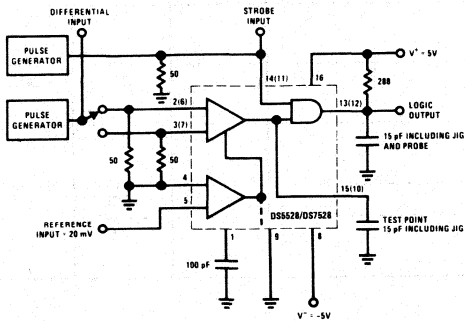 DIFFERENTIAL
INPUT
STROBE
INPUT
PULSE
GENERATOR
50
14(11)
16
V⁺ - 5V
288
PULSE
GENERATOR
2(6)
3(7)
13(12)
LOGIC
OUTPUT
50
50
15 pF INCLUDING JIG
AND PROBE
4
5
15(10)
REFERENCE
INPUT - 20 mV
DS5528/DS7528
TEST POINT
15 pF INCLUDING JIG
1
9
8
100 pF
V⁻ = -5V